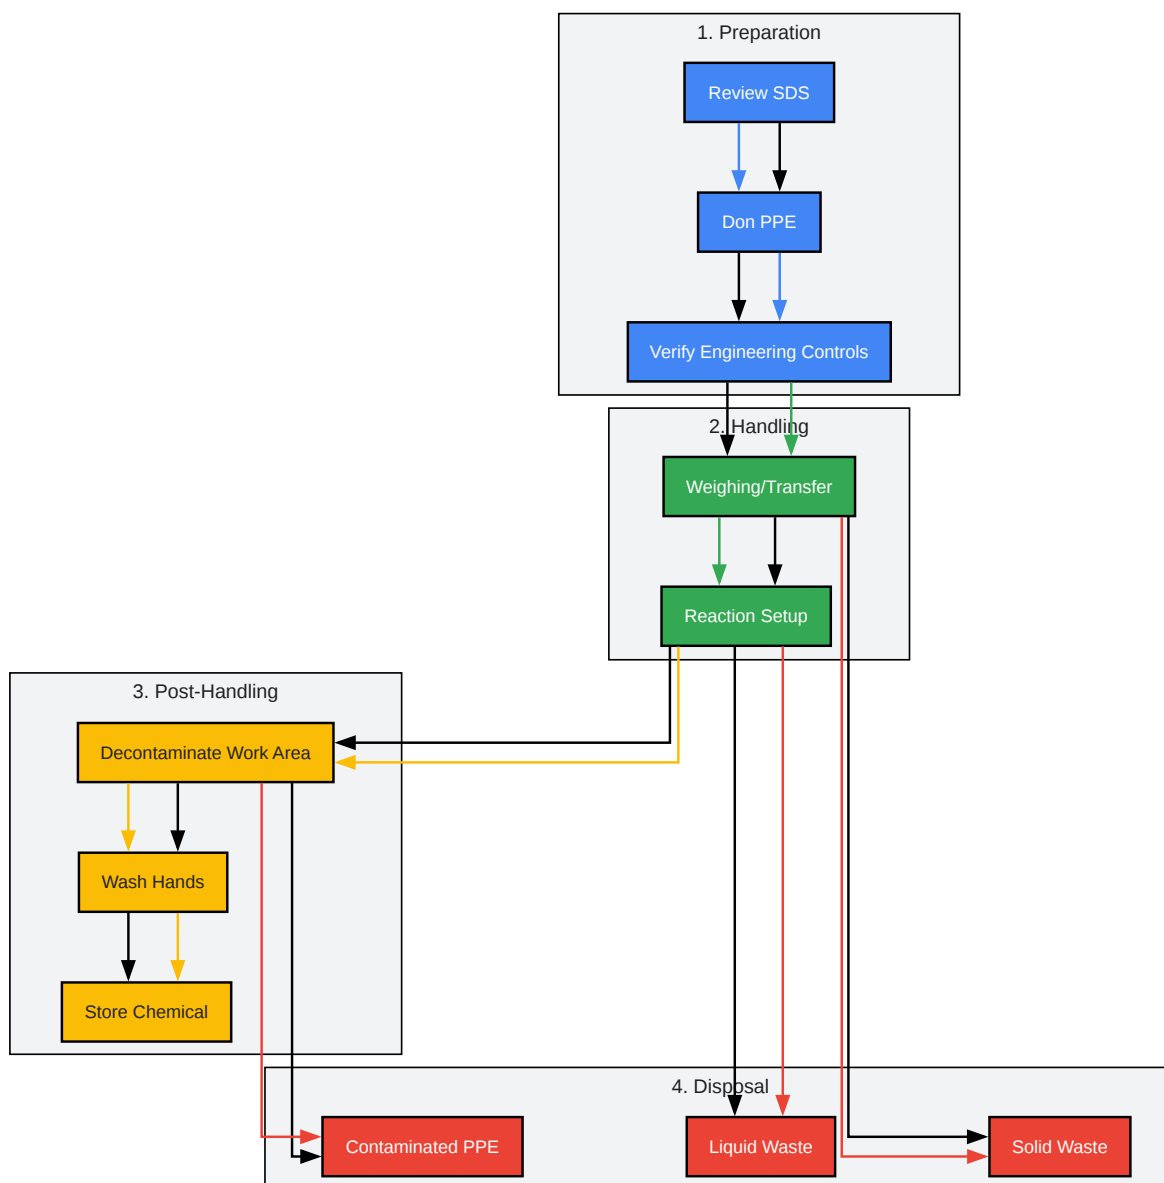 1. Preparation
Review SDS
Don PPE
Verify Engineering Controls
2. Handling
Weighing/Transfer
Reaction Setup
3. Post-Handling
Decontaminate Work Area
Wash Hands
Store Chemical
4. Disposal
Contaminated PPE
Liquid Waste
Solid Waste